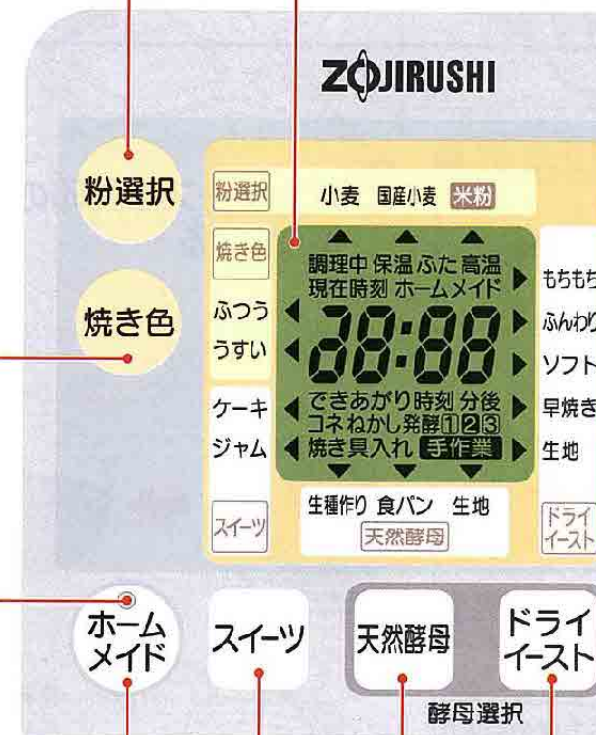 ZOJIRUSHI
粉選択
粉選択
小麦 国産小麦 米粉
焼き色
焼き色
ふつう
うすい
調理中 保温 ふた 高温
現在時刻 ホームメイド
88:88
できあがり時刻 分後
コネ ねかし 発酵 1 2 3
焼き 具入れ 手作業
もちもち
ふんわり
ソフト
早焼き
生地
ケーキ
ジャム
スイーツ
生種作り 食パン 生地
天然酵母
ドライ
イースト
ホーム
メイド
スイーツ
天然酵母
ドライ
イースト
酵母選択